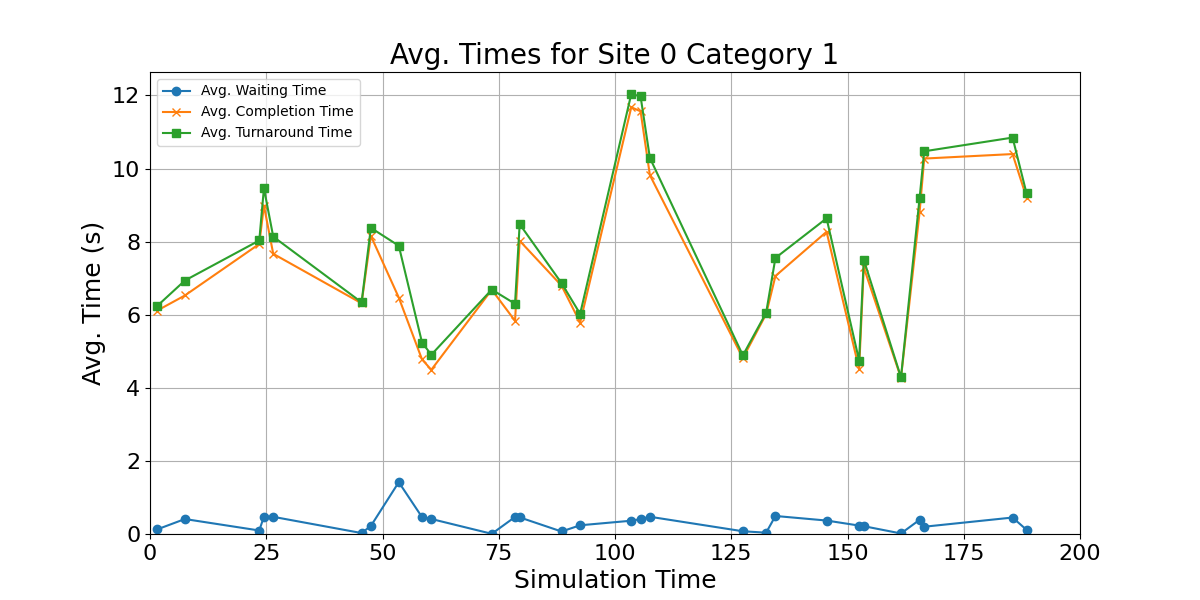 Avg. Times for Site 0 Category 1
Avg. Waiting Time
Avg. Completion Time
Avg. Turnaround Time
Avg. Time (s)
12
10
8
6
4
2
0
0 25 50 75 100 125 150 175 200
Simulation Time